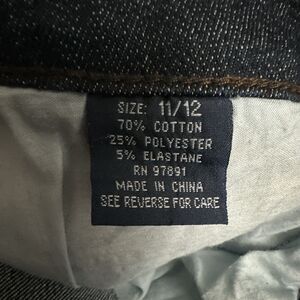 SIZE: 11/12
70% COTTON
25% POLYESTER
5% ELASTANE
RN 97891
MADE IN CHINA
SEE REVERSE FOR CARE